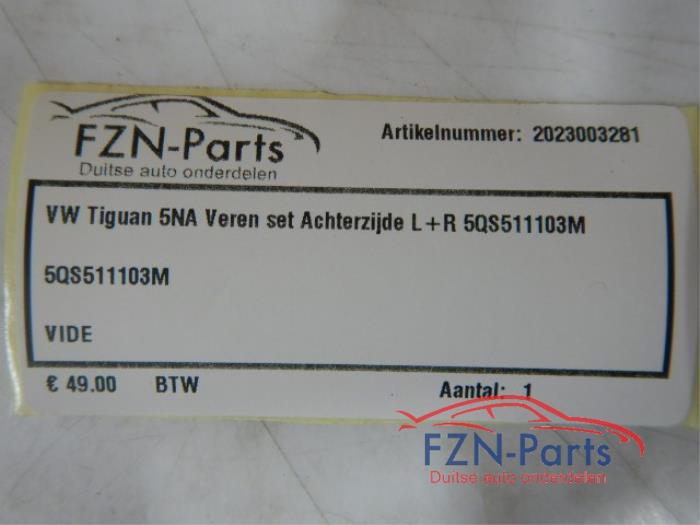 FZN-Parts
Duitse auto onderdelen
Artikelnummer: 2023003281
VW Tiguan 5NA Veren set Achterzijde L+R 5QS511103M
5QS511103M
VIDE
€ 49.00 BTW Aantal: 1
FZN-Parts
Duitse auto onderdelen